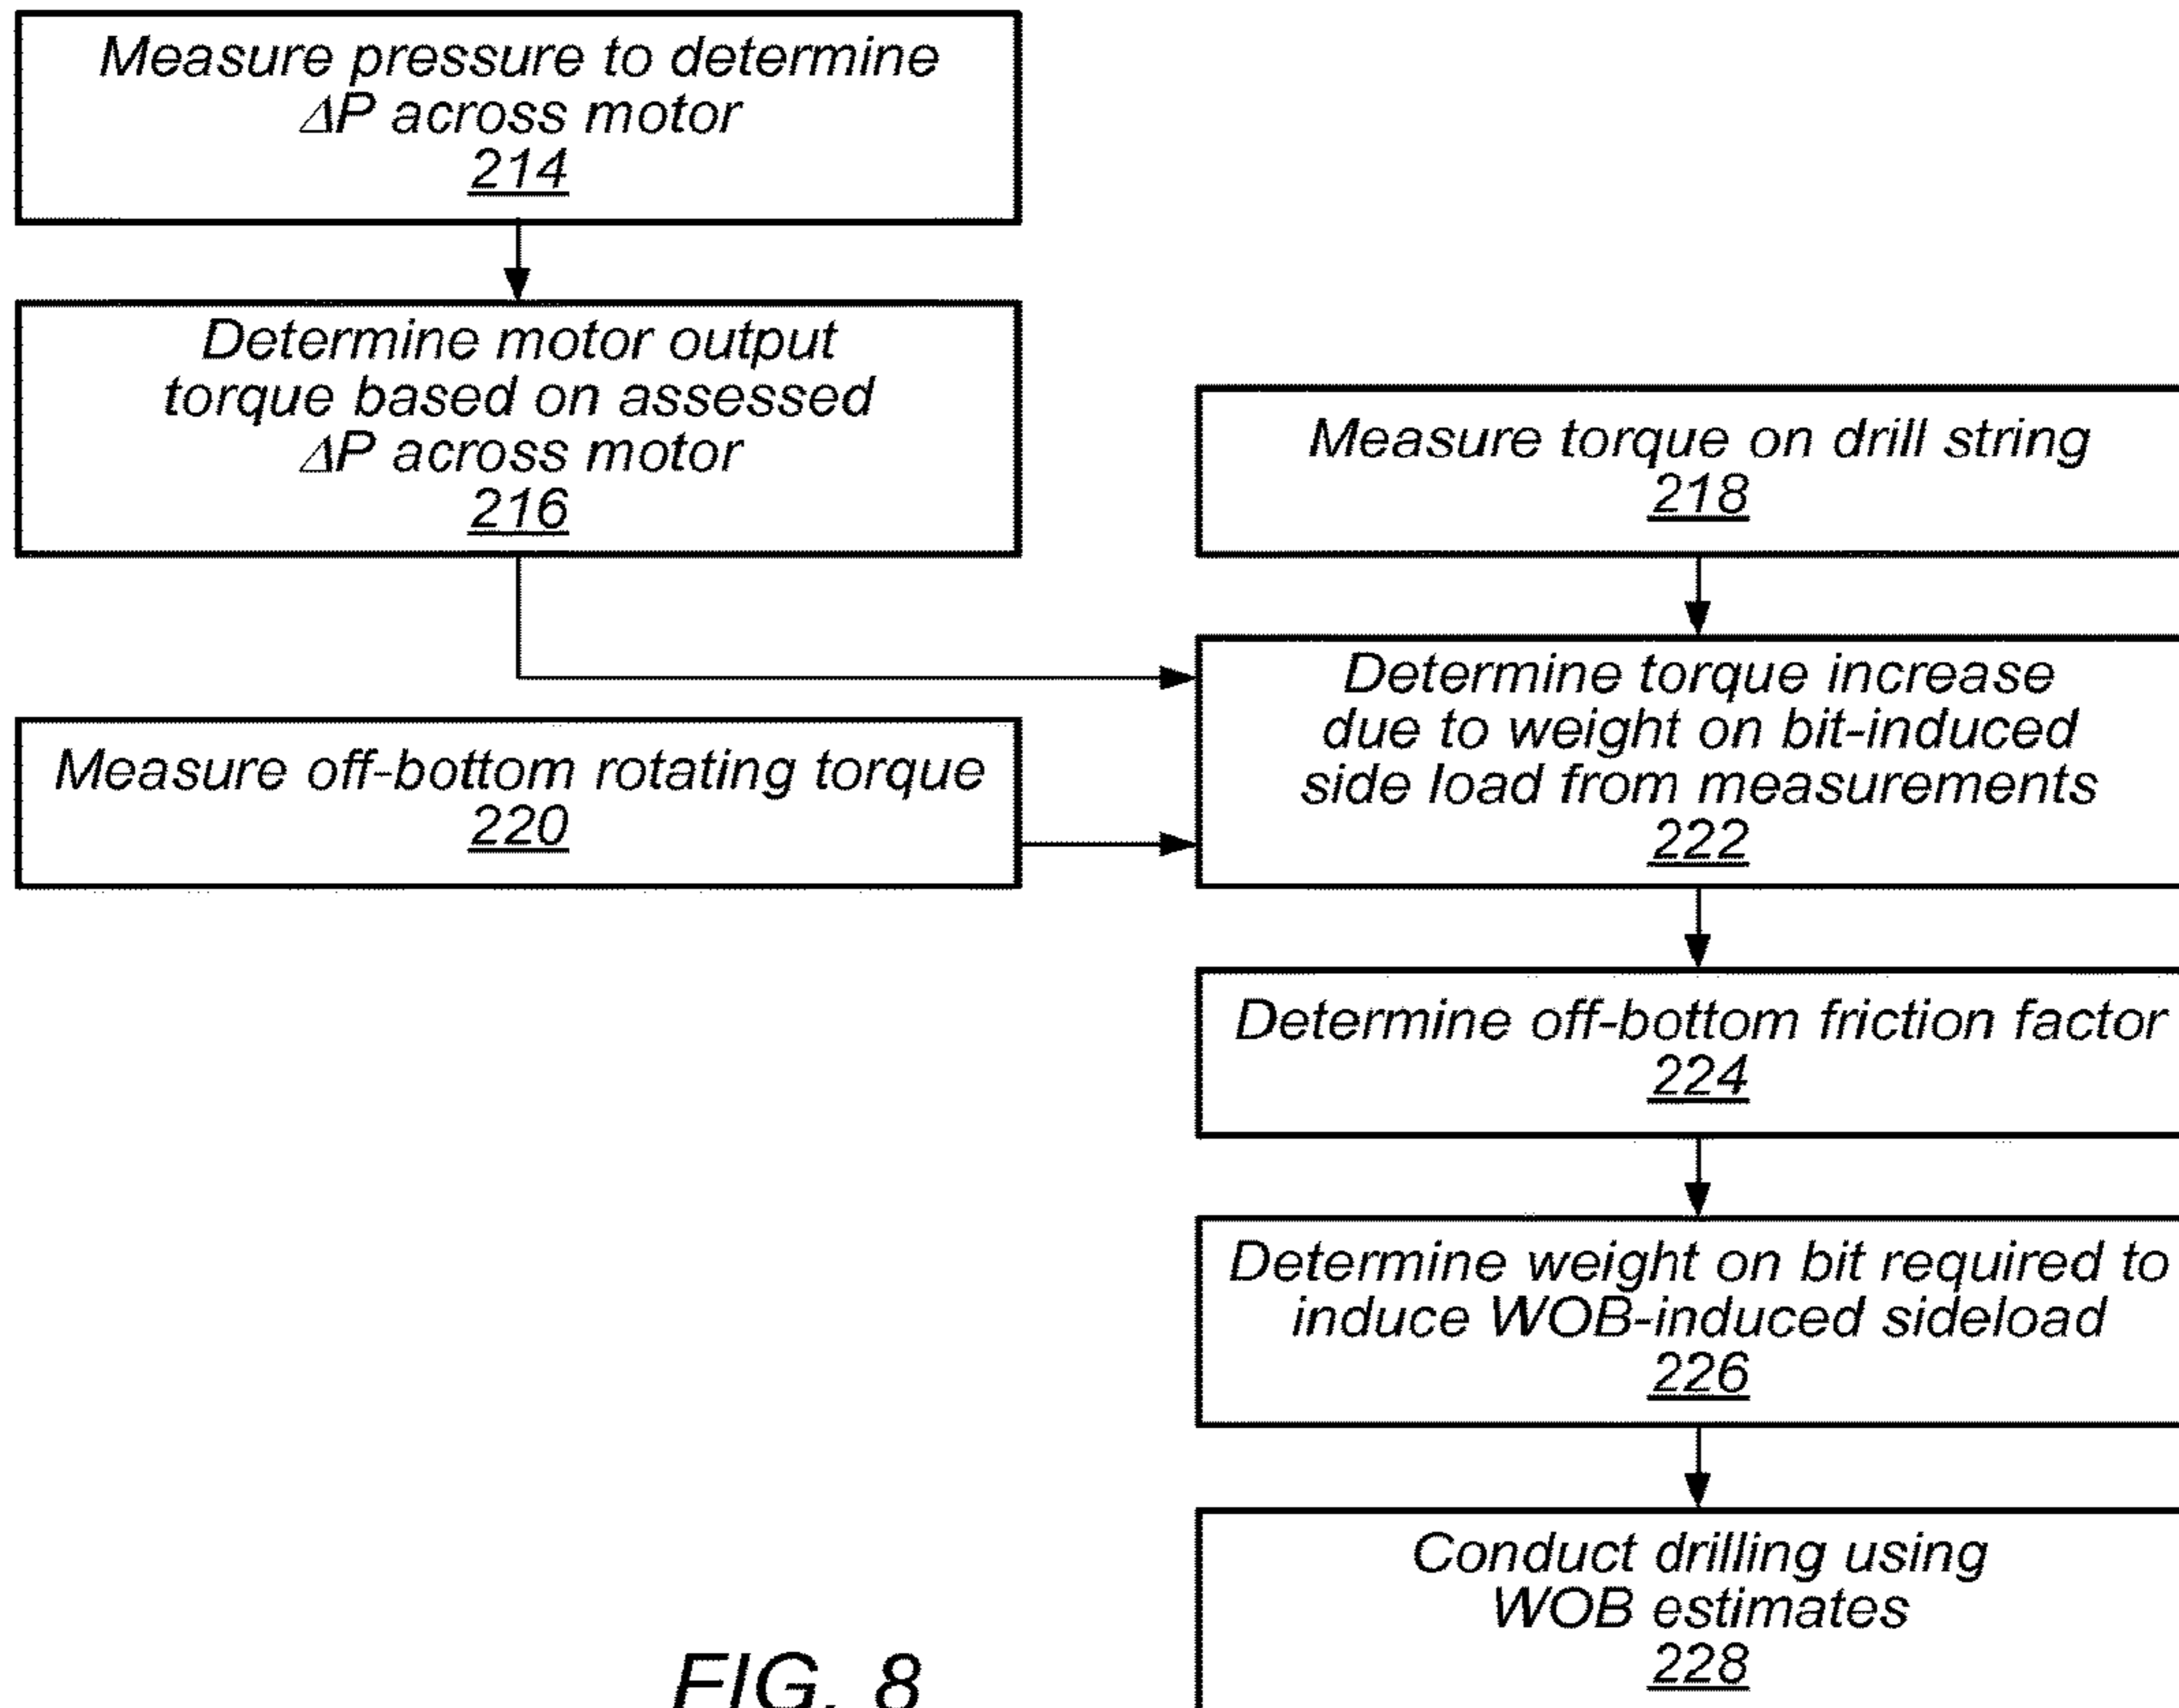 Measure pressure to determine
ΔP across motor
214
Determine motor output
torque based on assessed
ΔP across motor
216
Measure torque on drill string
218
Measure off-bottom rotating torque
220
Determine torque increase
due to weight on bit-induced
side load from measurements
222
Determine off-bottom friction factor
224
Determine weight on bit required to
induce WOB-induced sideload
226
Conduct drilling using
WOB estimates
228
FIG. 8